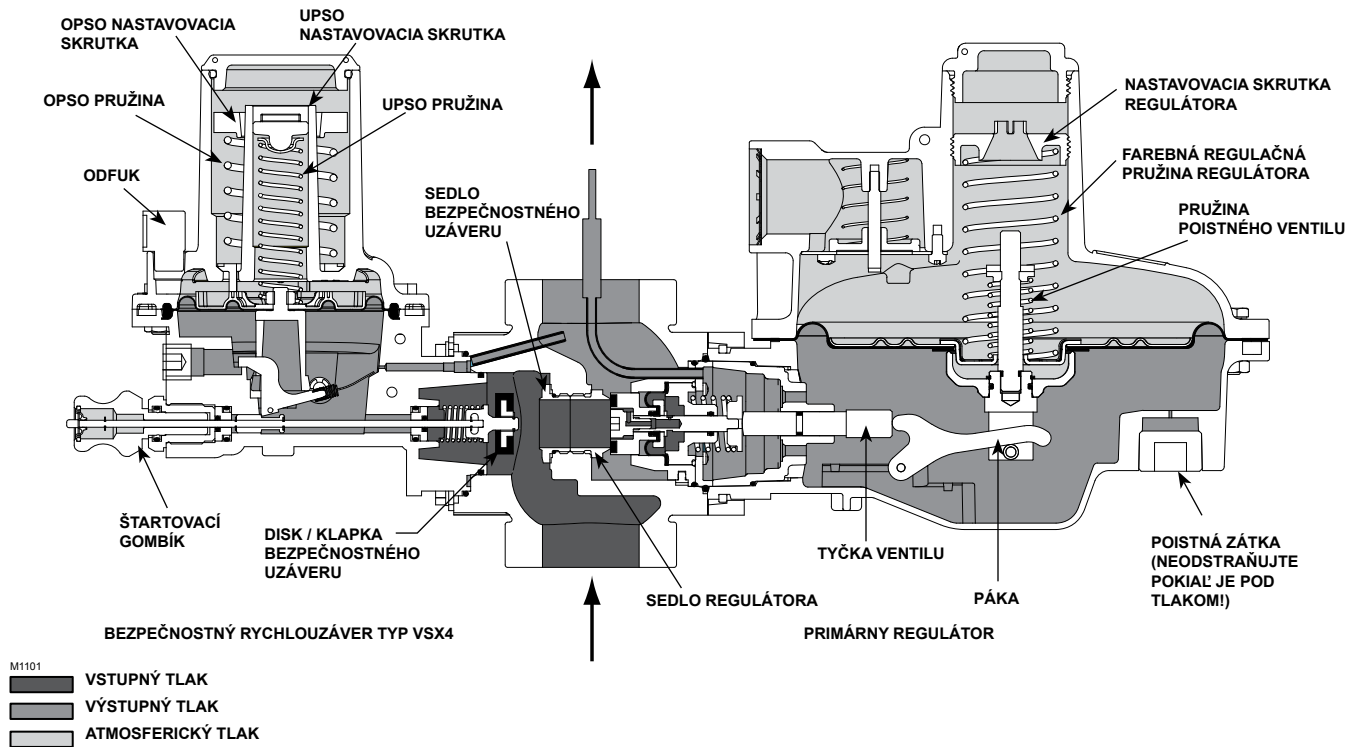 OPSO NASTAVOVACIA
SKRUTKA
UPSO
NASTAVOVACIA SKRUTKA
OPSO PRUŽINA
UPSO PRUŽINA
ODFUK
SEDLO
BEZPEČNOSTNÉHO
UZÁVERU
NASTAVOVACIA SKRUTKA
REGULÁTORA
FAREBNÁ REGULAČNÁ
PRUŽINA REGULÁTORA
PRUŽINA
POISTNÉHO VENTILU
ŠTARTOVACÍ
GOMBÍK
DISK / KLAPKA
BEZPEČNOSTNÉHO
UZÁVERU
SEDLO REGULÁTORA
TYČKA VENTILU
PÁKA
POISTNÁ ZÁTKA
(NEODSTRAŇUJTE
POKIAĽ JE POD
TLAKOM!)
BEZPEČNOSTNÝ RYCHLOUZÁVER TYP VSX4
PRIMÁRNY REGULÁTOR
M1101
VSTUPNÝ TLAK
VÝSTUPNÝ TLAK
ATMOSFERICKÝ TLAK